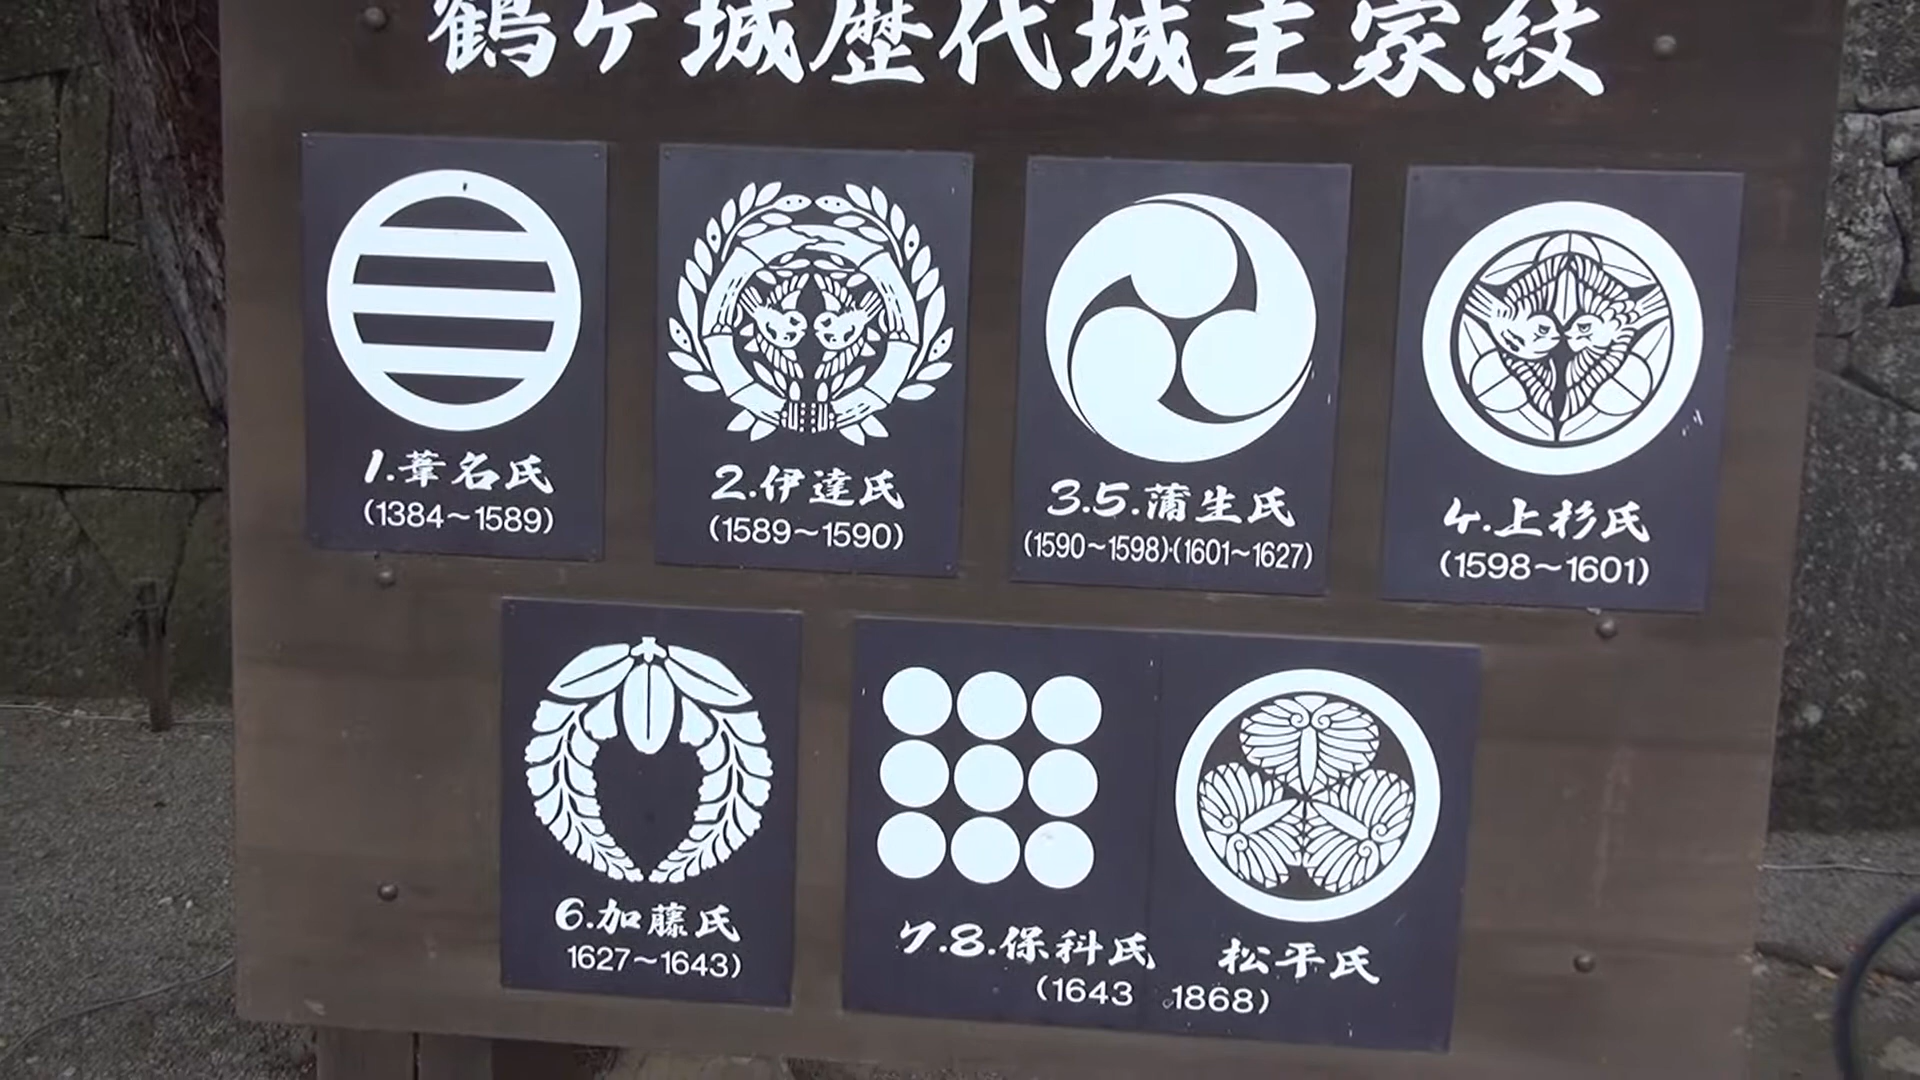 鶴ヶ城歴代城主家紋
1.葦名氏
(1384～1589)
2.伊達氏
(1589～1590)
3.5.蒲生氏
(1590～1598)・(1601～1627)
4.上杉氏
(1598～1601)
6.加藤氏
1627～1643)
7.8.保科氏 松平氏
(1643 1868)